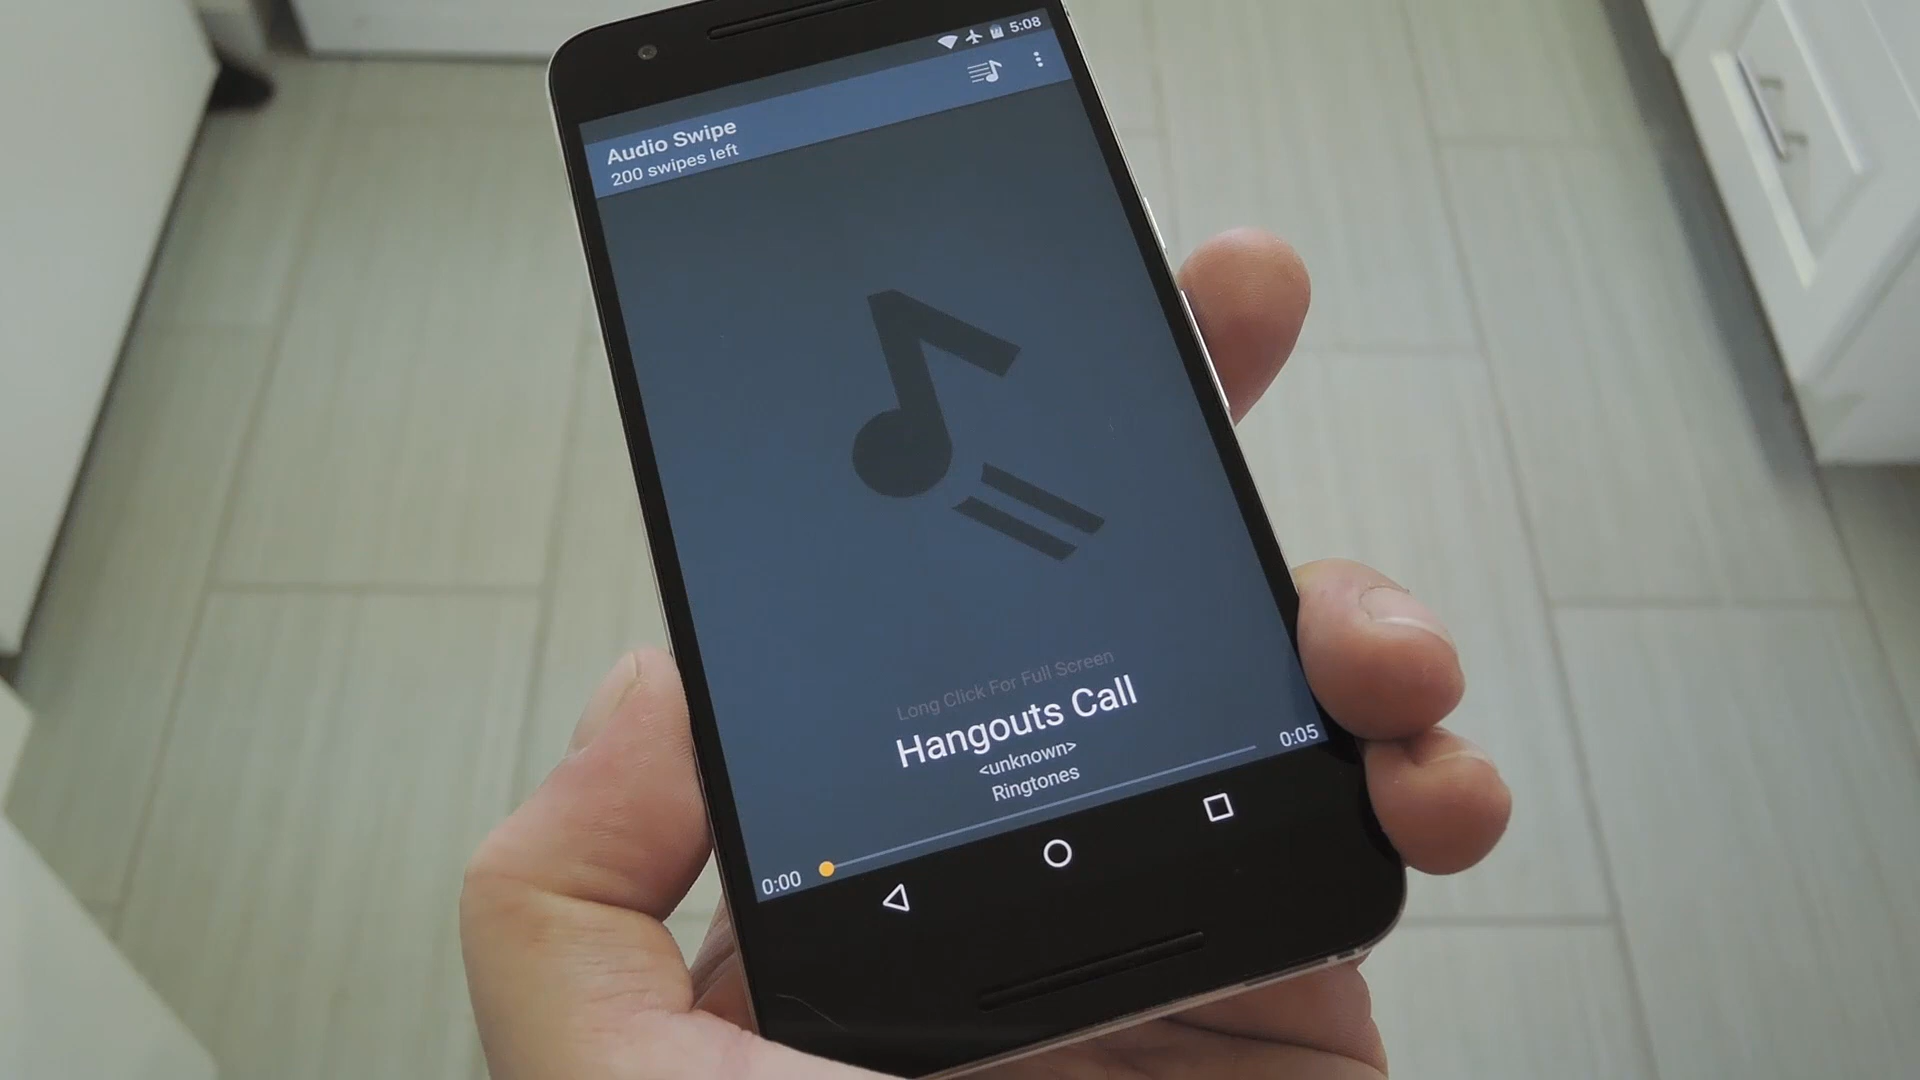 5:08
Audio Swipe
200 swipes left
Long Click For Full Screen
Hangouts Call
<unknown>
Ringtones
0:00
0:05